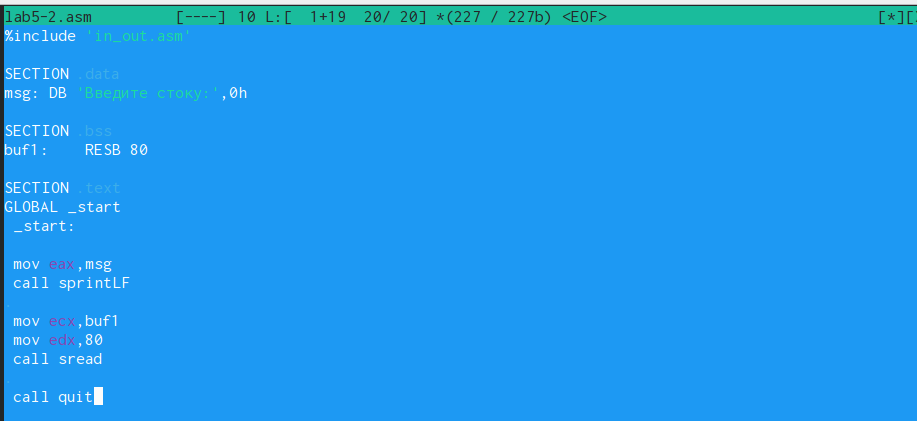 lab5-2.asm [----] 10 L:[ 1+19 20/ 20] *(227 / 227b) <EOF> [*][
%include 'in_out.asm'
SECTION .data
msg: DB 'Введите стоку:',0h
SECTION .bss
buf1: RESB 80
SECTION .text
GLOBAL _start
_start:
mov eax,msg
call sprintLF
mov ecx,buf1
mov edx,80
call sread
call quit